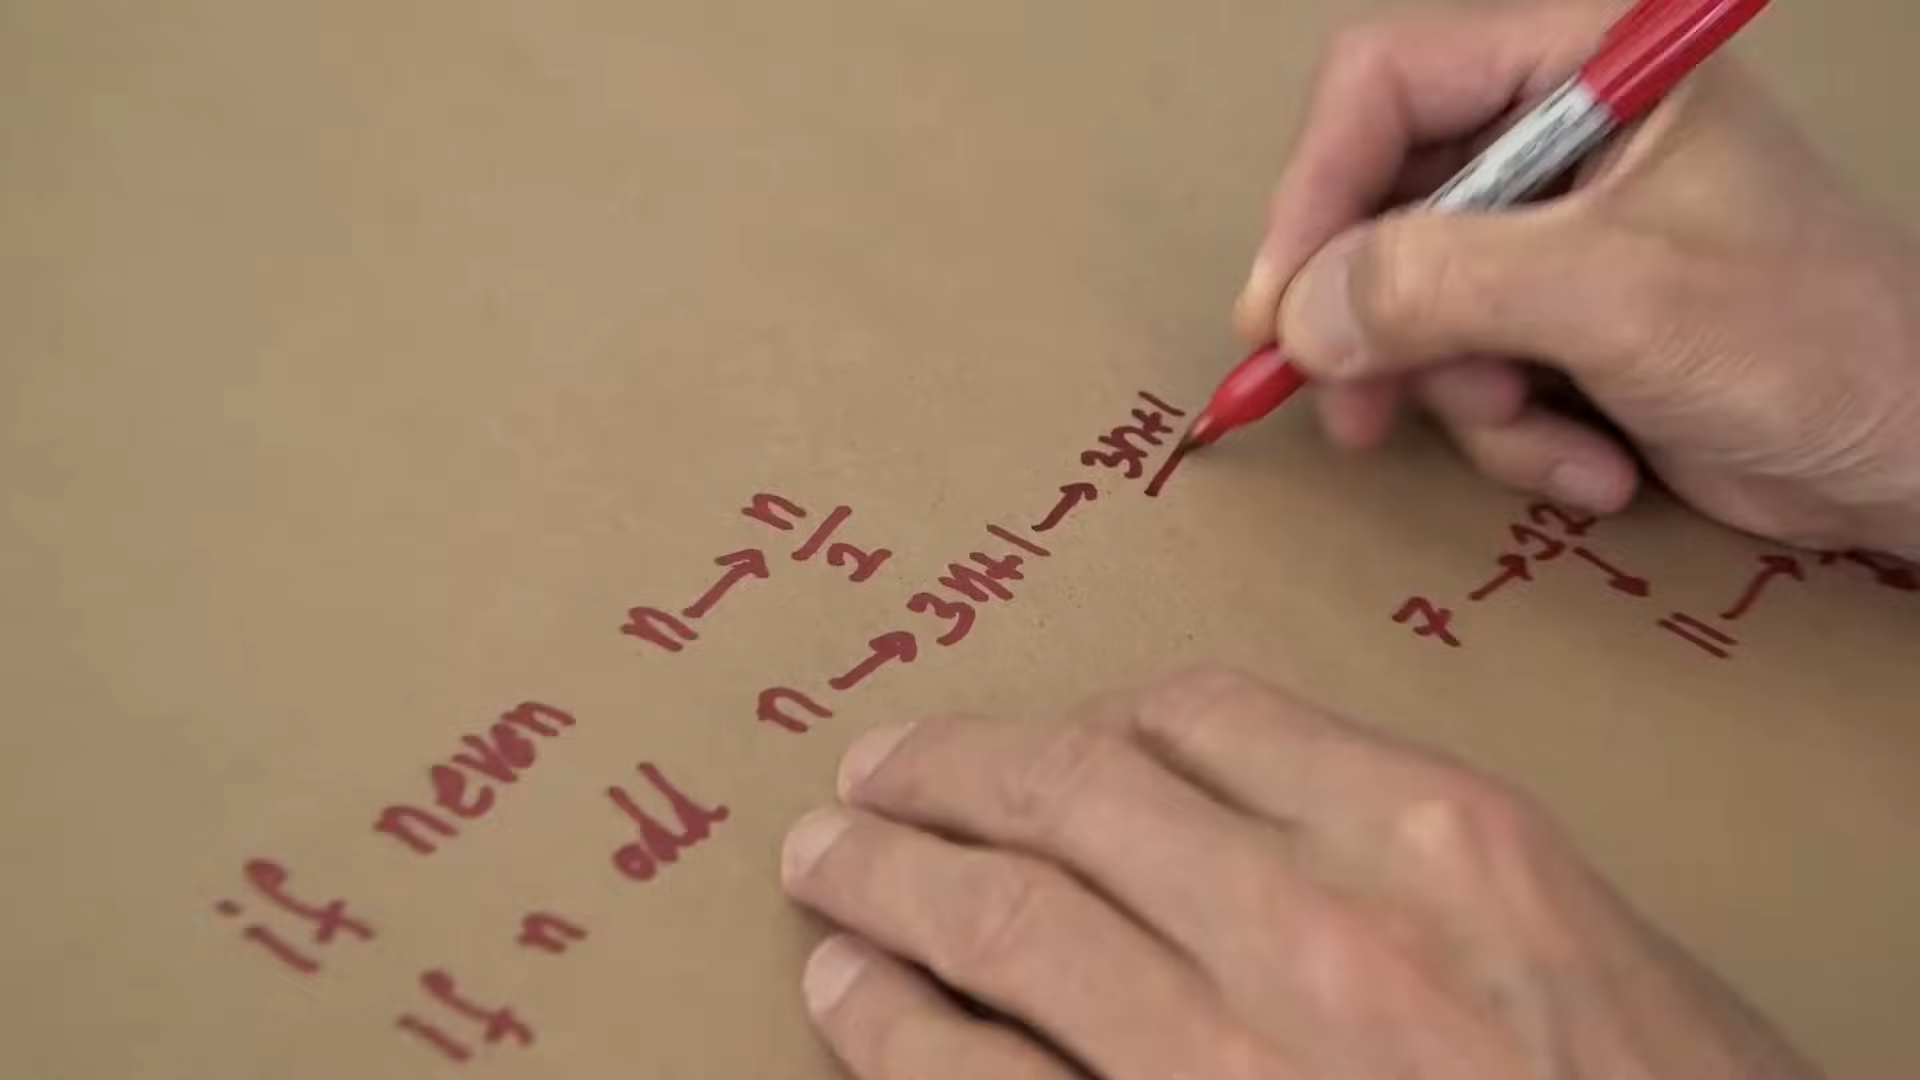 if n even n → n/2
if n odd n → 3n+1 → 3n+1
7 → 22 → 11 →